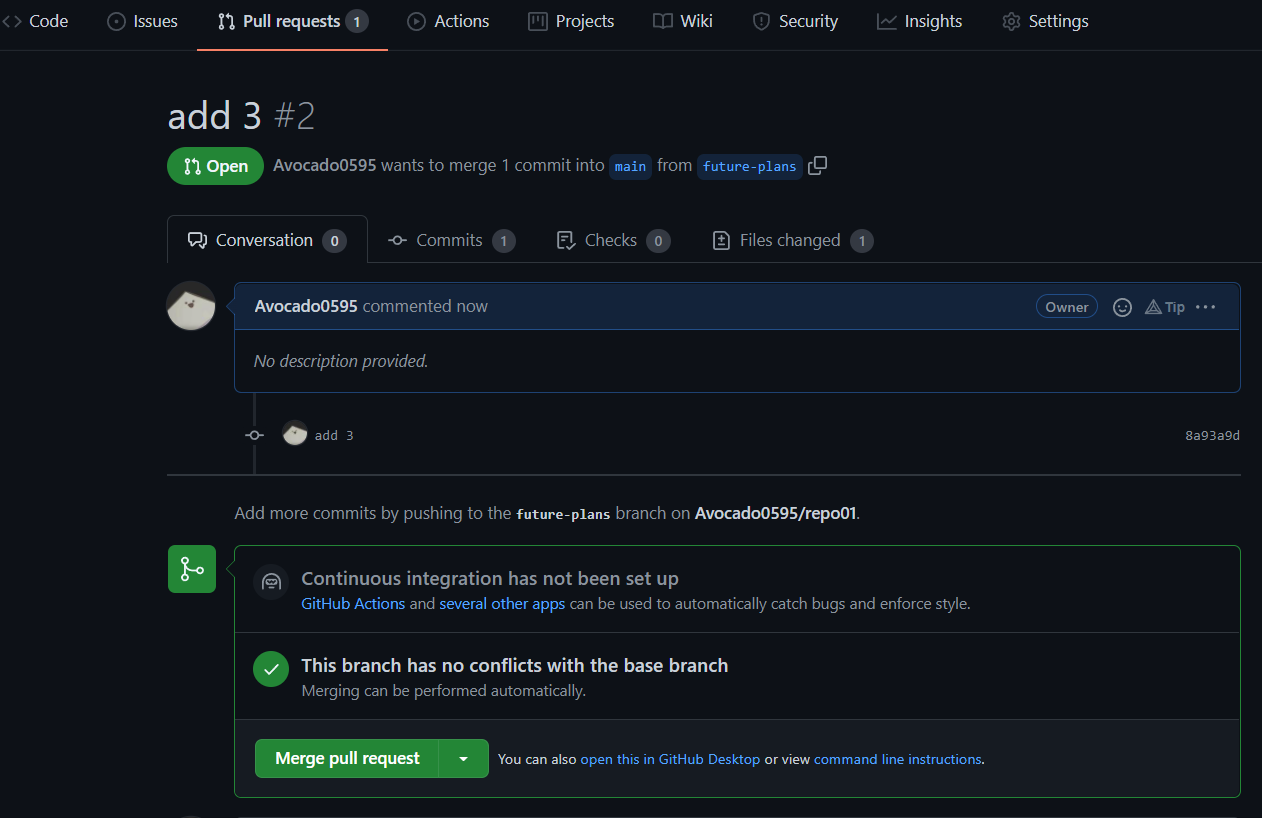 Code Issues Pull requests 1 Actions Projects Wiki Security Insights Settings
add 3 #2
Open Avocado0595 wants to merge 1 commit into main from future-plans
Conversation 0 Commits 1 Checks 0 Files changed 1
Avocado0595 commented now Owner Tip
No description provided.
add 3 8a93a9d
Add more commits by pushing to the future-plans branch on Avocado0595/repo01.
Continuous integration has not been set up
GitHub Actions and several other apps can be used to automatically catch bugs and enforce style.
This branch has no conflicts with the base branch
Merging can be performed automatically.
Merge pull request You can also open this in GitHub Desktop or view command line instructions.